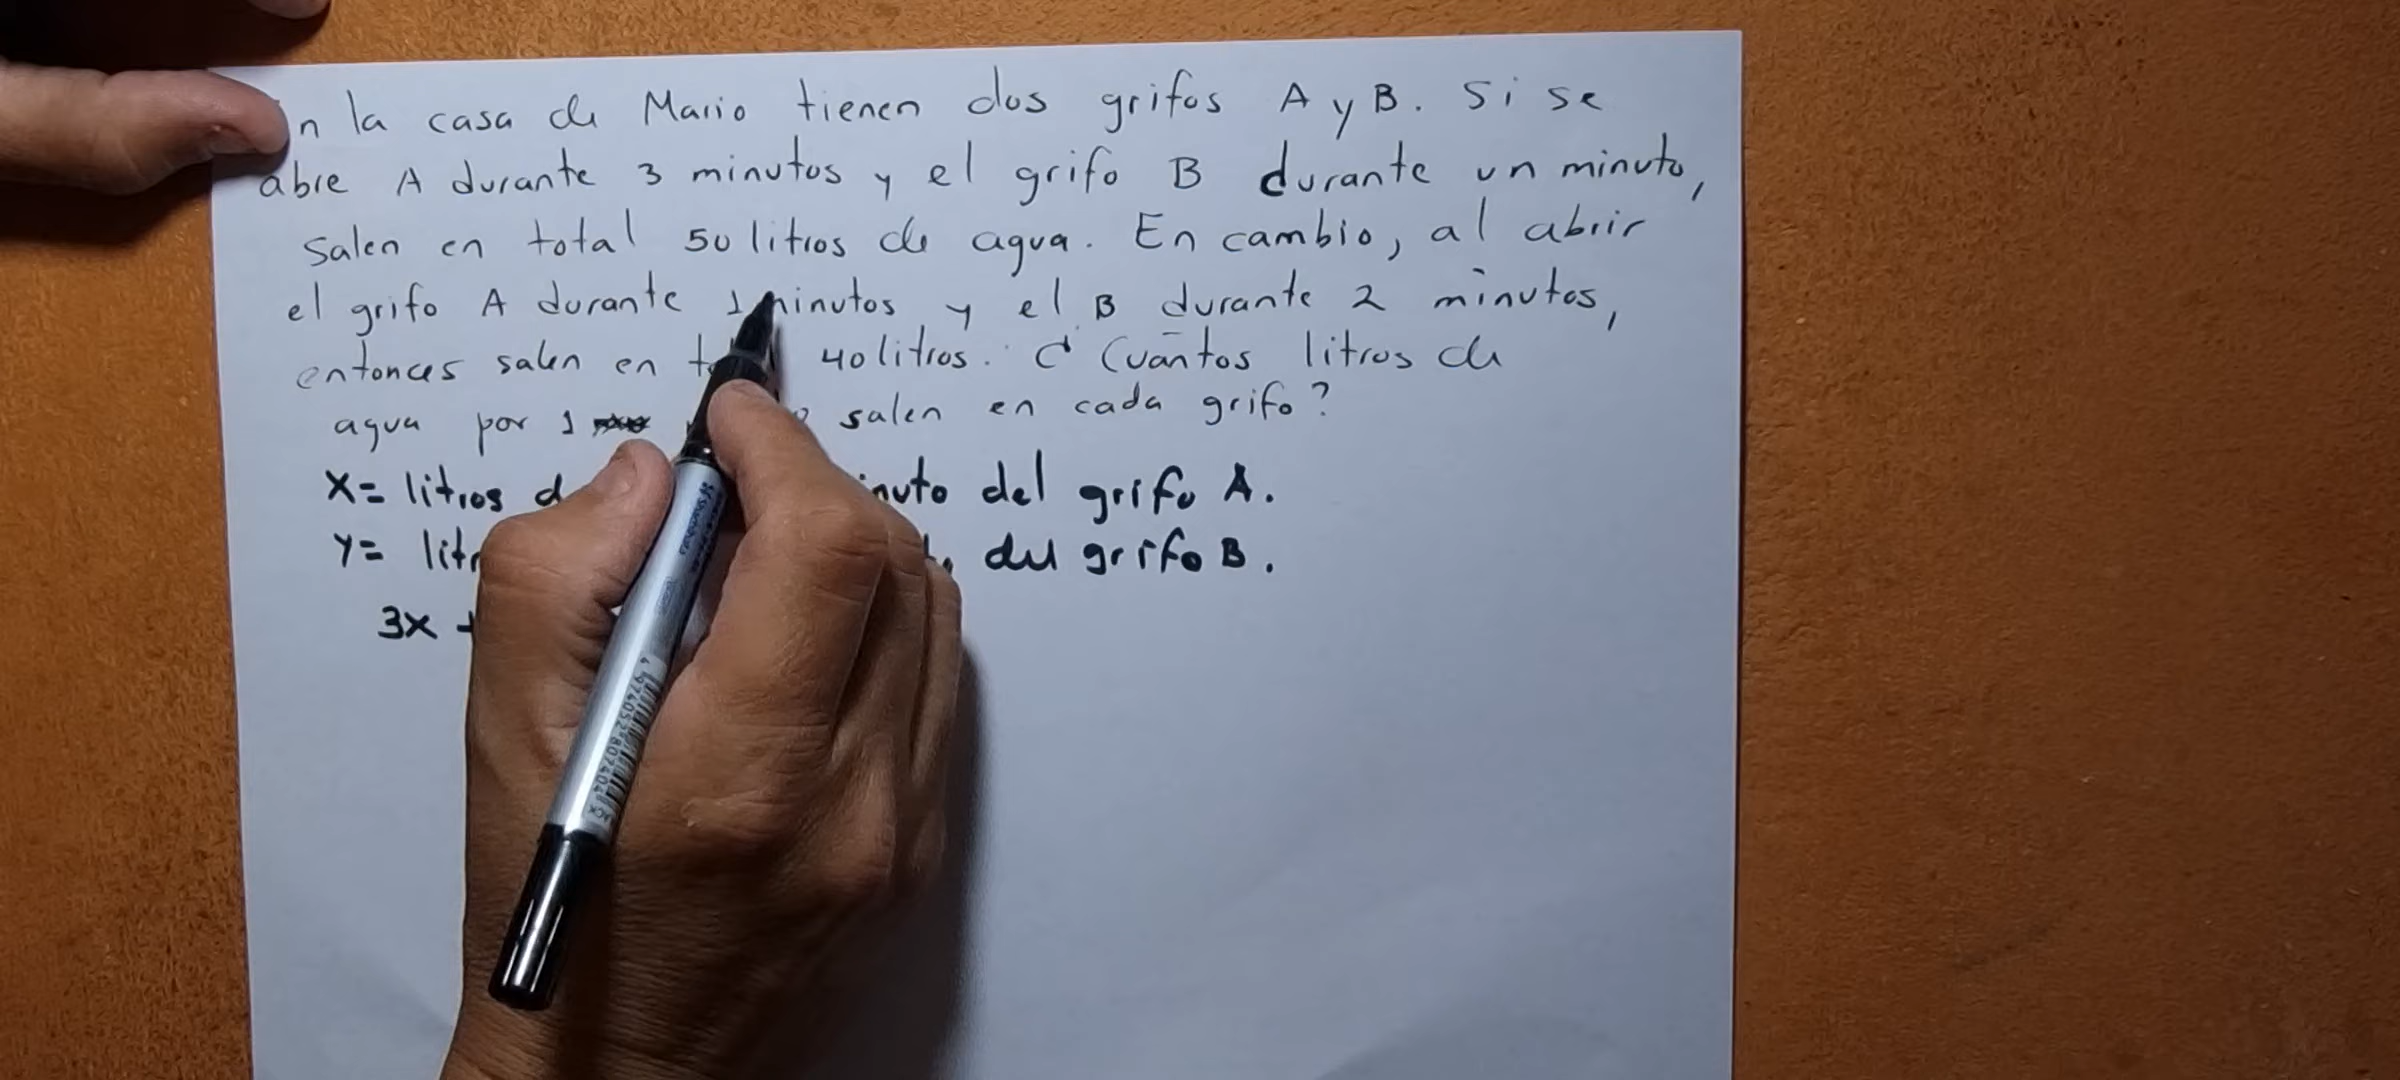 n la casa de Mario tienen dos grifos A y B. Si se
abre A durante 3 minutos y el grifo B durante un minuto,
salen en total 50 litros de agua. En cambio, al abrir
el grifo A durante 1 minutos y el B durante 2 minutos,
entonces salen en 40 litros. ¿Cuántos litros de
agua por 1 salen en cada grifo?
X= litros del grifo A.
Y= del grifo B.
3x +
6974052807404